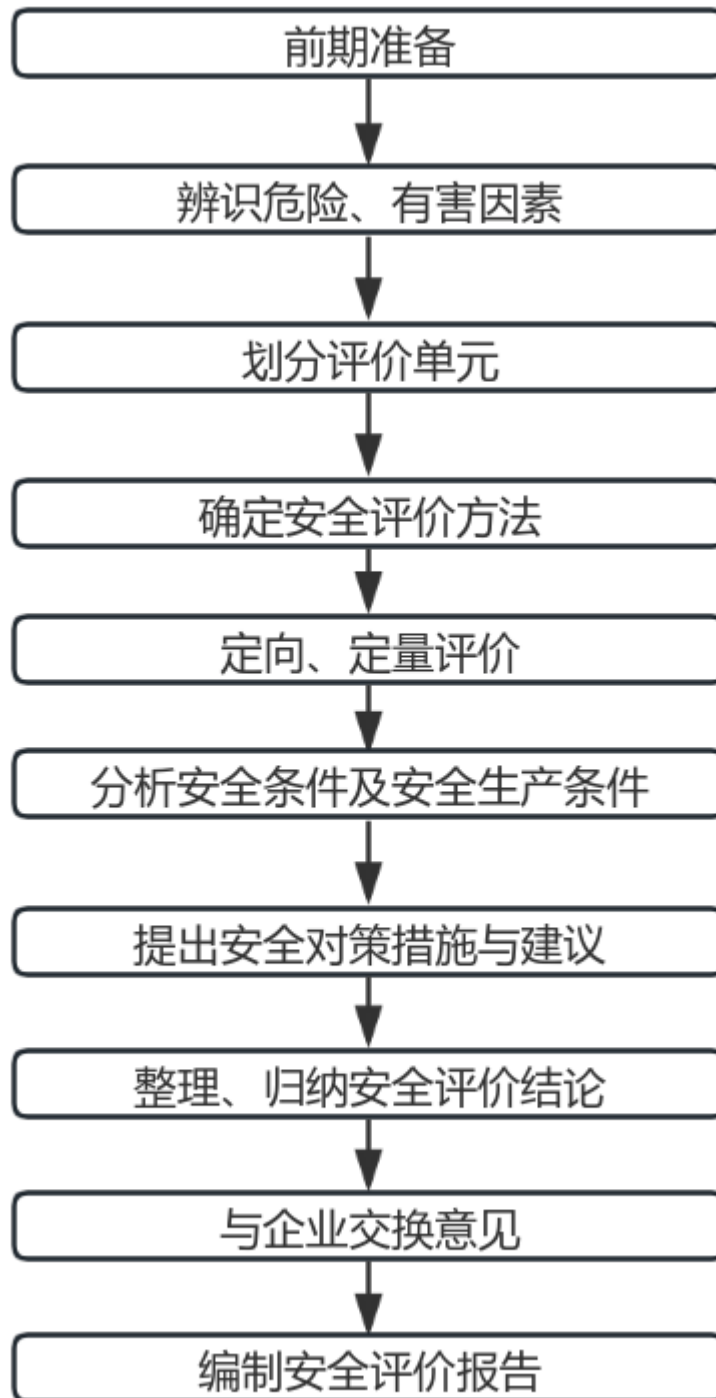 前期准备
辨识危险、有害因素
划分评价单元
确定安全评价方法
定向、定量评价
分析安全条件及安全生产条件
提出安全对策措施与建议
整理、归纳安全评价结论
与企业交换意见
编制安全评价报告